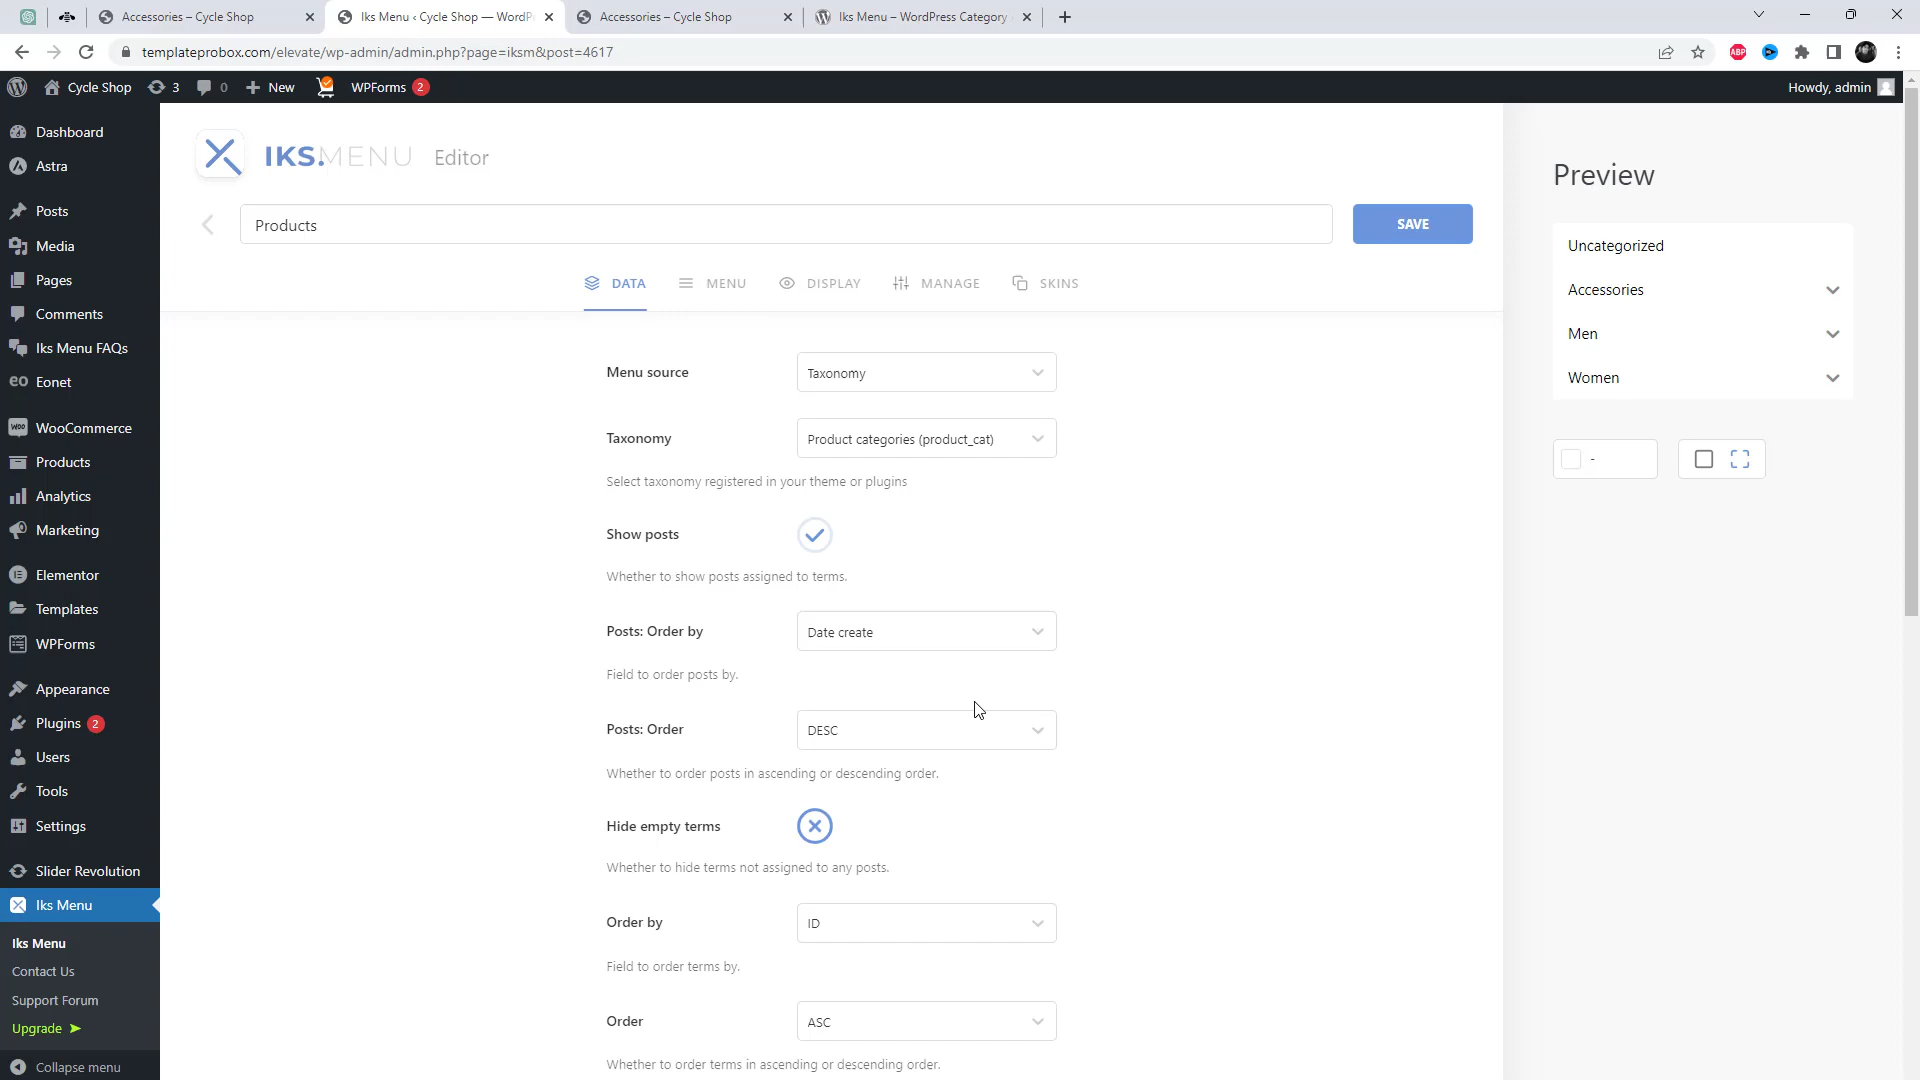 Accessories – Cycle Shop
Iks Menu ‹ Cycle Shop — WordPr
Accessories – Cycle Shop
Iks Menu – WordPress Category
templateprobox.com/elevate/wp-admin/admin.php?page=iksm&post=4617
ABP
Cycle Shop
3
0
New
WPForms 2
Howdy, admin
Dashboard
Astra
Posts
Media
Pages
Comments
Iks Menu FAQs
eo Eonet
woo WooCommerce
Products
Analytics
Marketing
Elementor
Templates
WPForms
Appearance
Plugins 2
Users
Tools
Settings
Slider Revolution
Iks Menu
Iks Menu
Contact Us
Support Forum
Upgrade ➤
Collapse menu
IKS.MENU Editor
Products
SAVE
DATA
MENU
DISPLAY
MANAGE
SKINS
Menu source
Taxonomy
Taxonomy
Product categories (product_cat)
Select taxonomy registered in your theme or plugins
Show posts
Whether to show posts assigned to terms.
Posts: Order by
Date create
Field to order posts by.
Posts: Order
DESC
Whether to order posts in ascending or descending order.
Hide empty terms
Whether to hide terms not assigned to any posts.
Order by
ID
Field to order terms by.
Order
ASC
Whether to order terms in ascending or descending order.
Preview
Uncategorized
Accessories
Men
Women
-